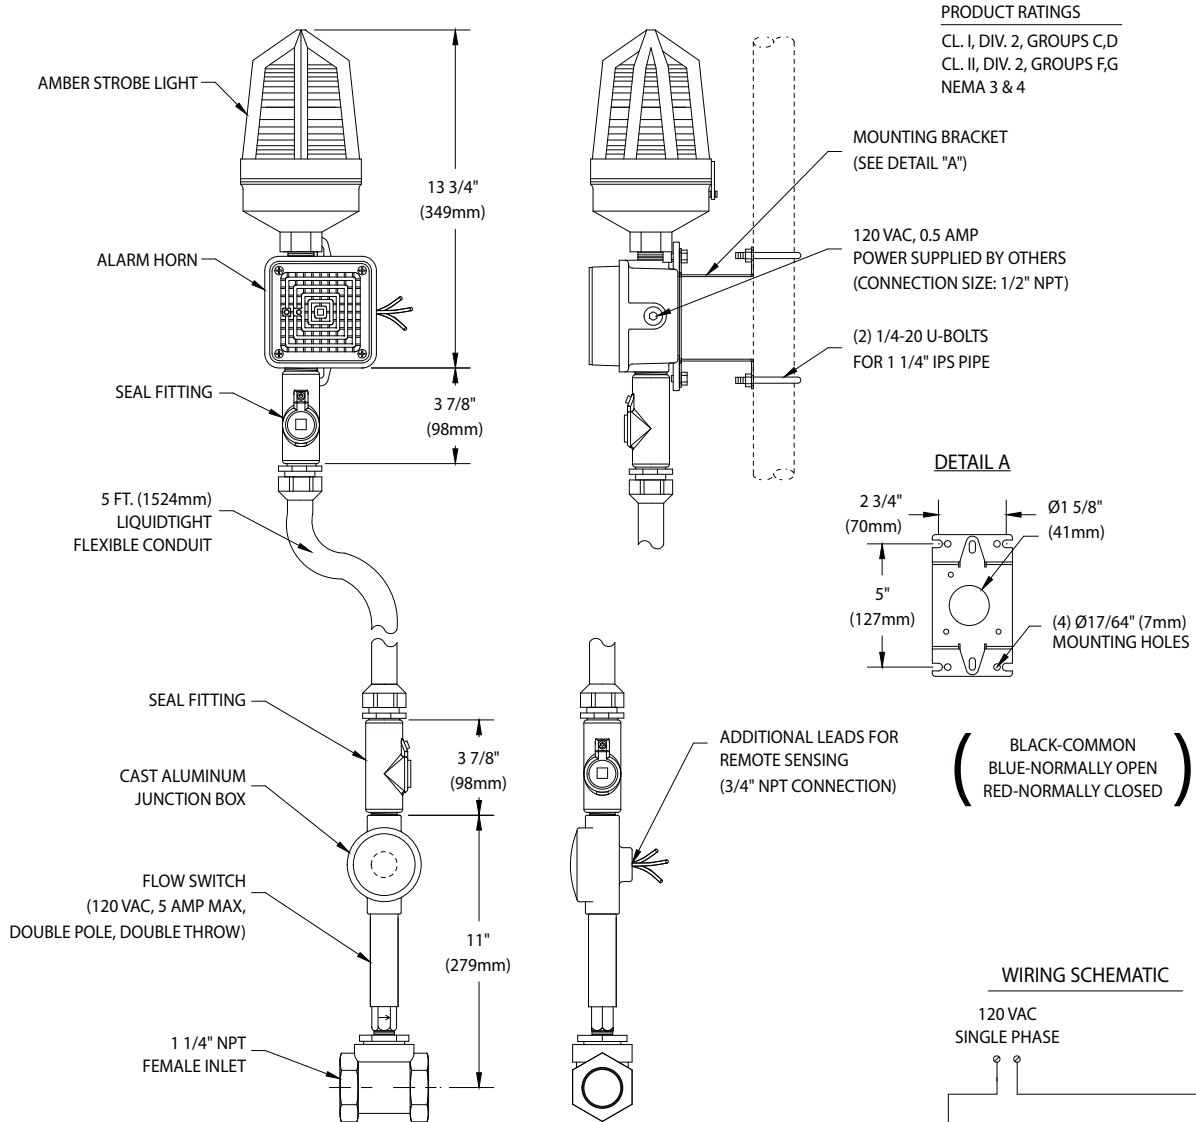 PRODUCT RATINGS
CL. I, DIV. 2, GROUPS C,D
CL. II, DIV. 2, GROUPS F,G
NEMA 3 & 4
AMBER STROBE LIGHT
13 3/4"
(349mm)
MOUNTING BRACKET
(SEE DETAIL "A")
ALARM HORN
120 VAC, 0.5 AMP
POWER SUPPLIED BY OTHERS
(CONNECTION SIZE: 1/2" NPT)
(2) 1/4-20 U-BOLTS
FOR 1 1/4" IPS PIPE
SEAL FITTING
3 7/8"
(98mm)
5 FT. (1524mm)
LIQUIDTIGHT
FLEXIBLE CONDUIT
DETAIL A
2 3/4"
(70mm)
Ø1 5/8"
(41mm)
5"
(127mm)
(4) Ø17/64" (7mm)
MOUNTING HOLES
SEAL FITTING
3 7/8"
(98mm)
CAST ALUMINUM
JUNCTION BOX
ADDITIONAL LEADS FOR
REMOTE SENSING
(3/4" NPT CONNECTION)
BLACK-COMMON
BLUE-NORMALLY OPEN
RED-NORMALLY CLOSED
FLOW SWITCH
(120 VAC, 5 AMP MAX,
DOUBLE POLE, DOUBLE THROW)
11"
(279mm)
1 1/4" NPT
FEMALE INLET
WIRING SCHEMATIC
120 VAC
SINGLE PHASE